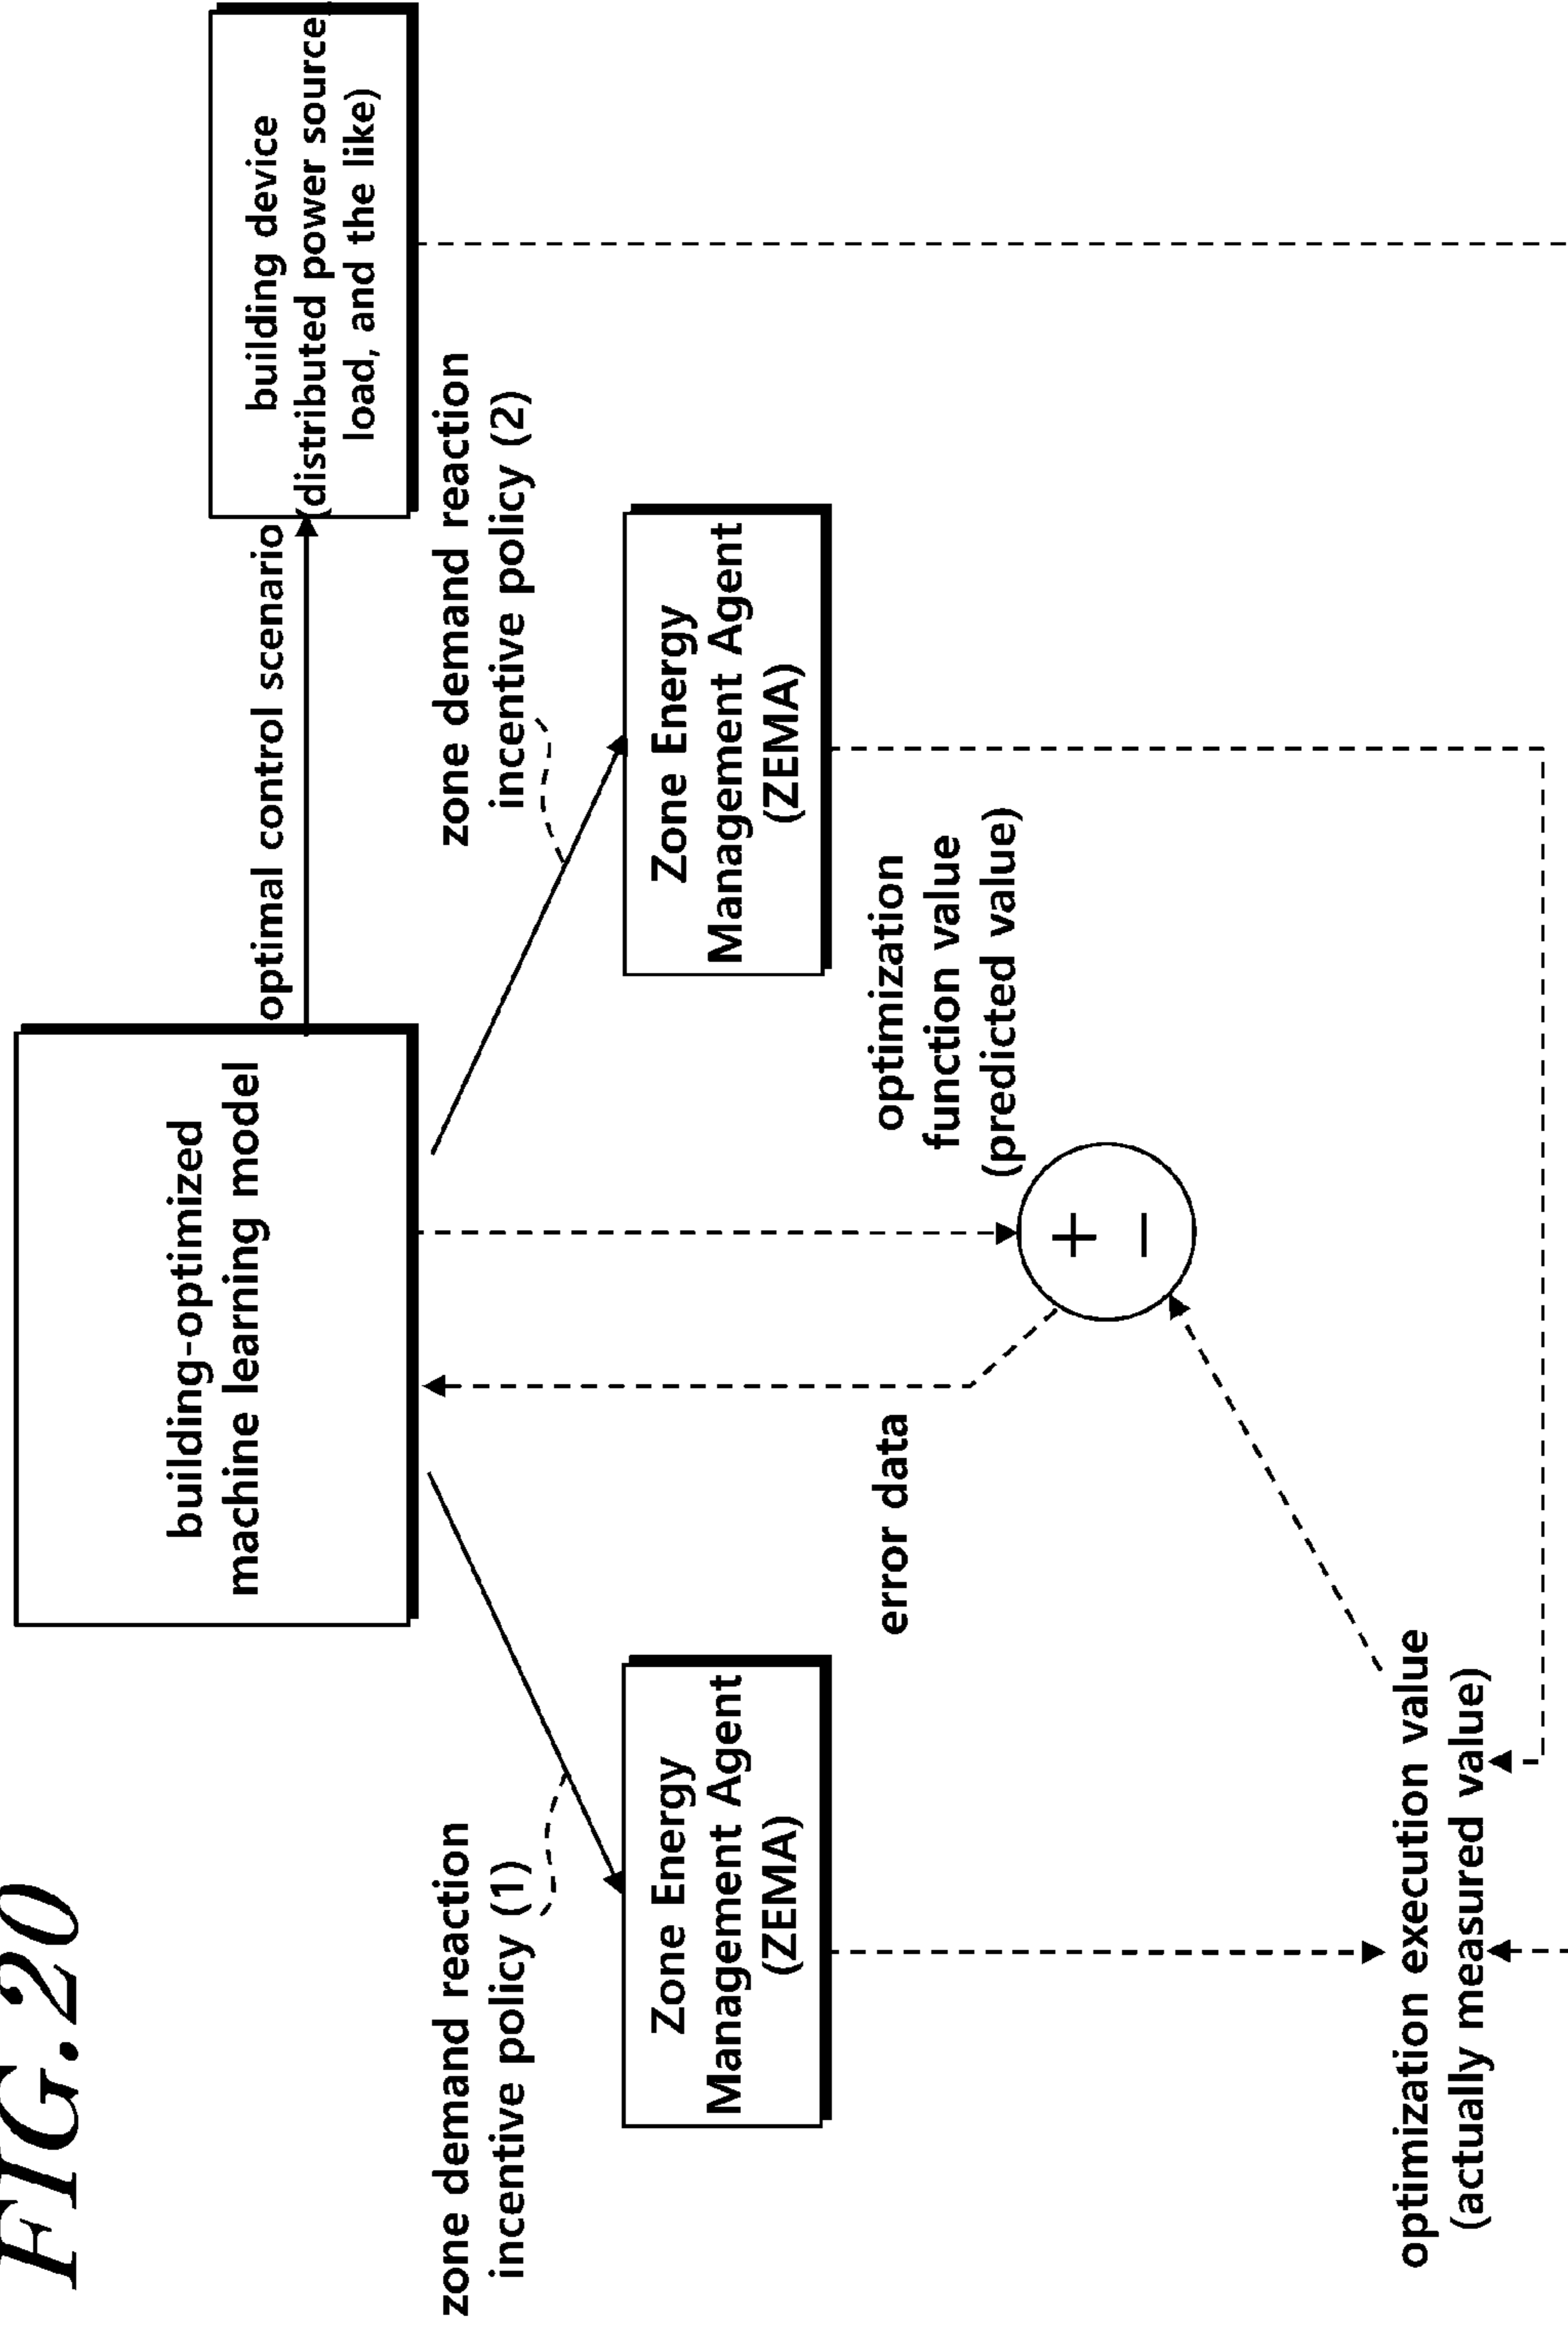 FIG.20
building-optimized
machine learning model
optimal control scenario
building device
(distributed power source
load, and the like)
zone demand reaction
incentive policy (1)
zone demand reaction
incentive policy (2)
Zone Energy
Management Agent
(ZEMA)
Zone Energy
Management Agent
(ZEMA)
error data
optimization
function value
(predicted value)
+
−
optimization execution value
(actually measured value)